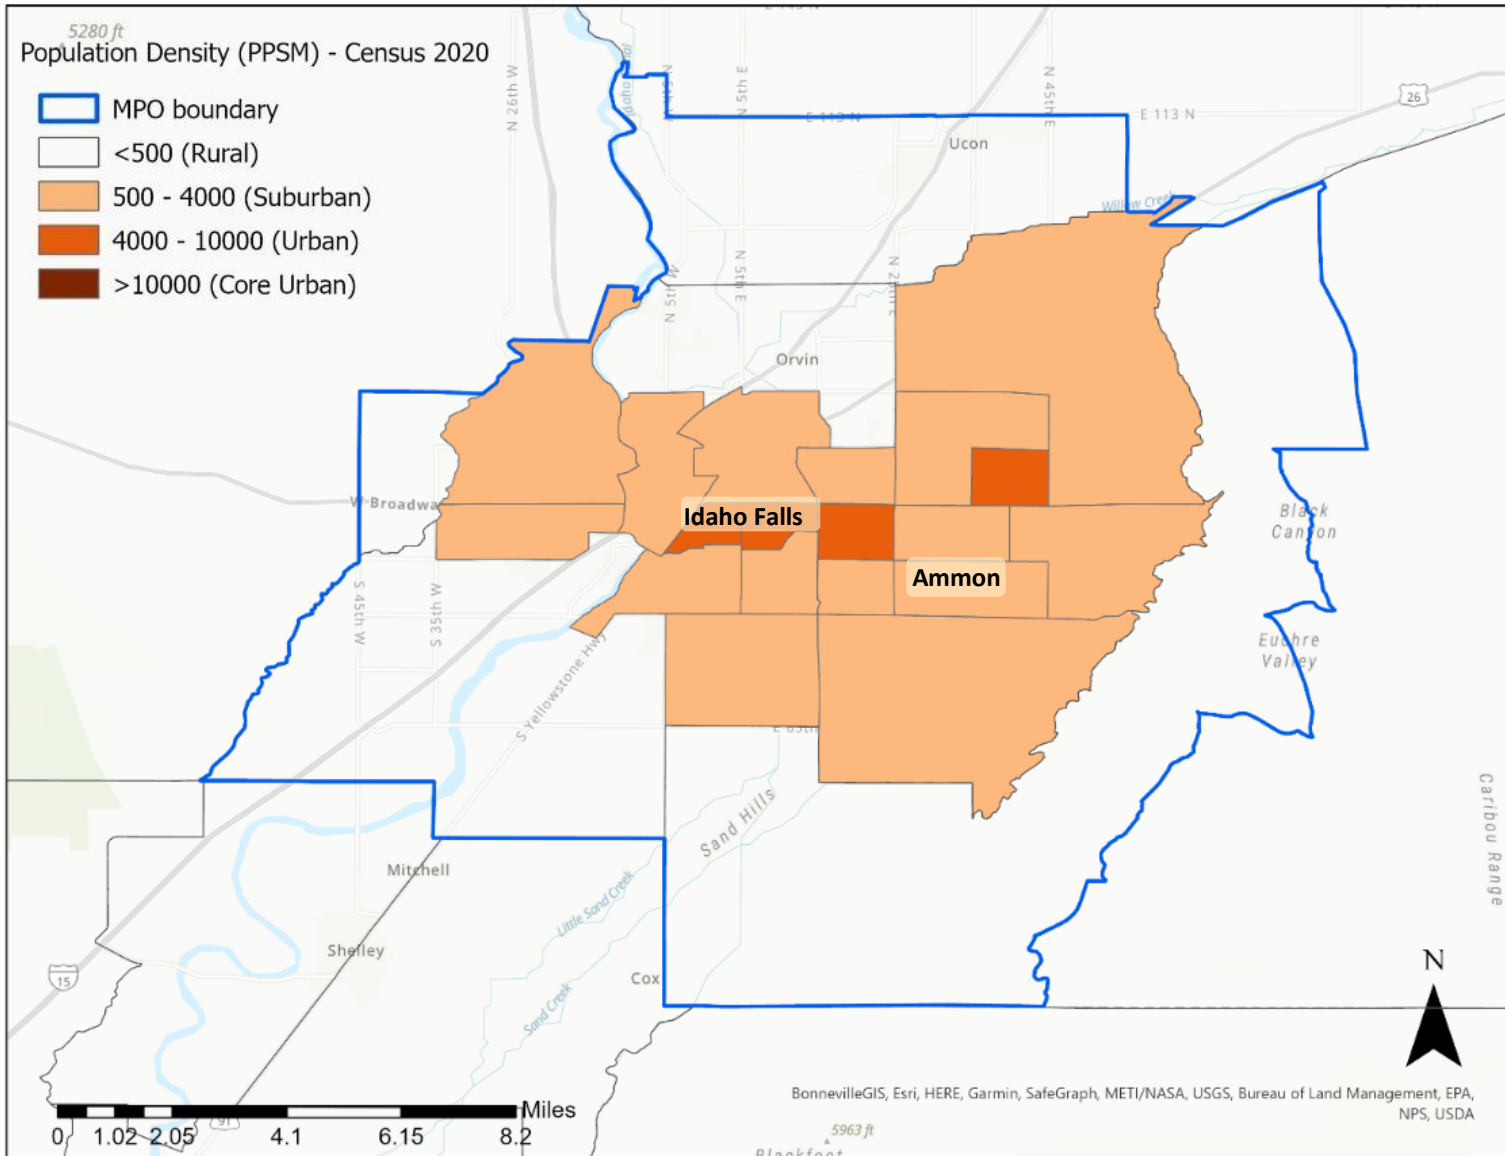 5280 ft
Population Density (PPSM) - Census 2020
MPO boundary
<500 (Rural)
500 - 4000 (Suburban)
4000 - 10000 (Urban)
>10000 (Core Urban)
N 26th W
N 5th E
N 45th E
E 113 N
E 113 N
26
Ucon
Willow Creek
N 5th W
N 5th E
Orvin
W Broadwa
Idaho Falls
Black
Canyon
Ammon
S 45th W
S 35th W
Euchre
Valley
S Yellowstone Hwy
E 65th
Sand Hills
Caribou Range
Mitchell
Little Sand Creek
Shelley
15
Cox
Sand Creek
N
BonnevilleGIS, Esri, HERE, Garmin, SafeGraph, METI/NASA, USGS, Bureau of Land Management, EPA,
NPS, USDA
Miles
0 1.02 2.05 4.1 6.15 8.2
91
5963 ft
Blackfoot